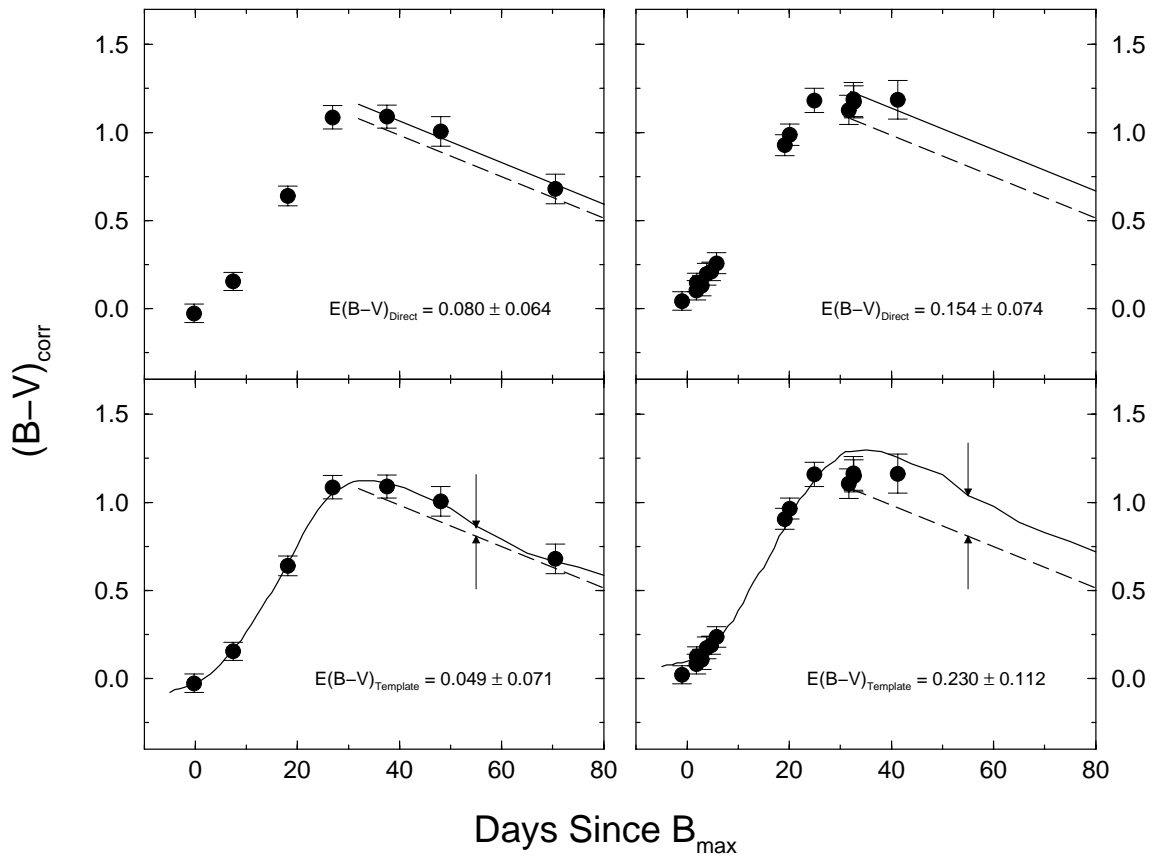 1.5 1.5
1.0 1.0
0.5 0.5
0.0 0.0
E(B−V)Direct = 0.080 ± 0.064
E(B−V)Direct = 0.154 ± 0.074
(B−V)corr
1.5 1.5
1.0 1.0
0.5 0.5
0.0 0.0
E(B−V)Template = 0.049 ± 0.071
E(B−V)Template = 0.230 ± 0.112
0 20 40 60 80 0 20 40 60 80
Days Since Bmax